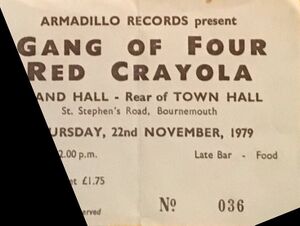 ARMADILLO RECORDS present
GANG OF FOUR
RED CRAYOLA
AND HALL - Rear of TOWN HALL
St. Stephen's Road, Bournemouth
URSDAY, 22nd NOVEMBER, 1979
2.00 p.m. Late Bar - Food
et £1.75
Nº 036
served